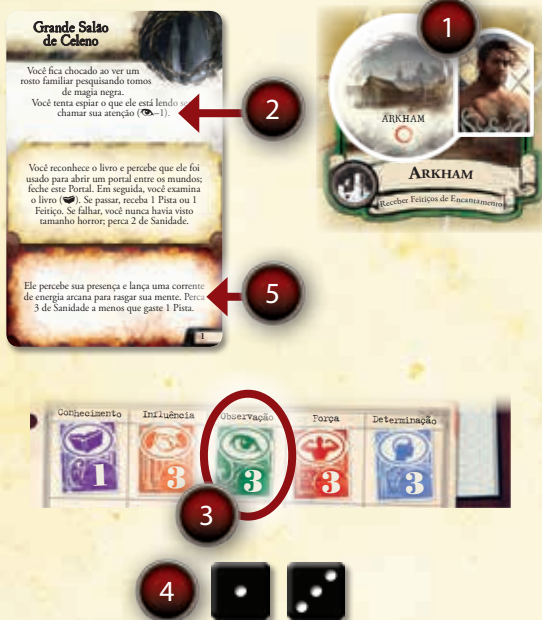 Grande Salão
de Celeno
Você fica chocado ao ver um
rosto familiar pesquisando tomos
de magia negra.
Você tenta espiar o que ele está lendo
chamar sua atenção (–1).
Você reconhece o livro e percebe que ele foi
usado para abrir um portal entre os mundos;
feche este Portal. Em seguida, você examina
o livro (). Se passar, receba 1 Pista ou 1
Feitiço. Se falhar, você nunca havia visto
tamanho horror; perca 2 de Sanidade.
Ele percebe sua presença e lança uma corrente
de energia arcana para rasgar sua mente. Perca
3 de Sanidade a menos que gaste 1 Pista.
1
1
ARKHAM
ARKHAM
Receber Feitiços de Encantamento
2
5
Conhecimento Influência Observação Força Determinação
1 3 3 3 3
3
4